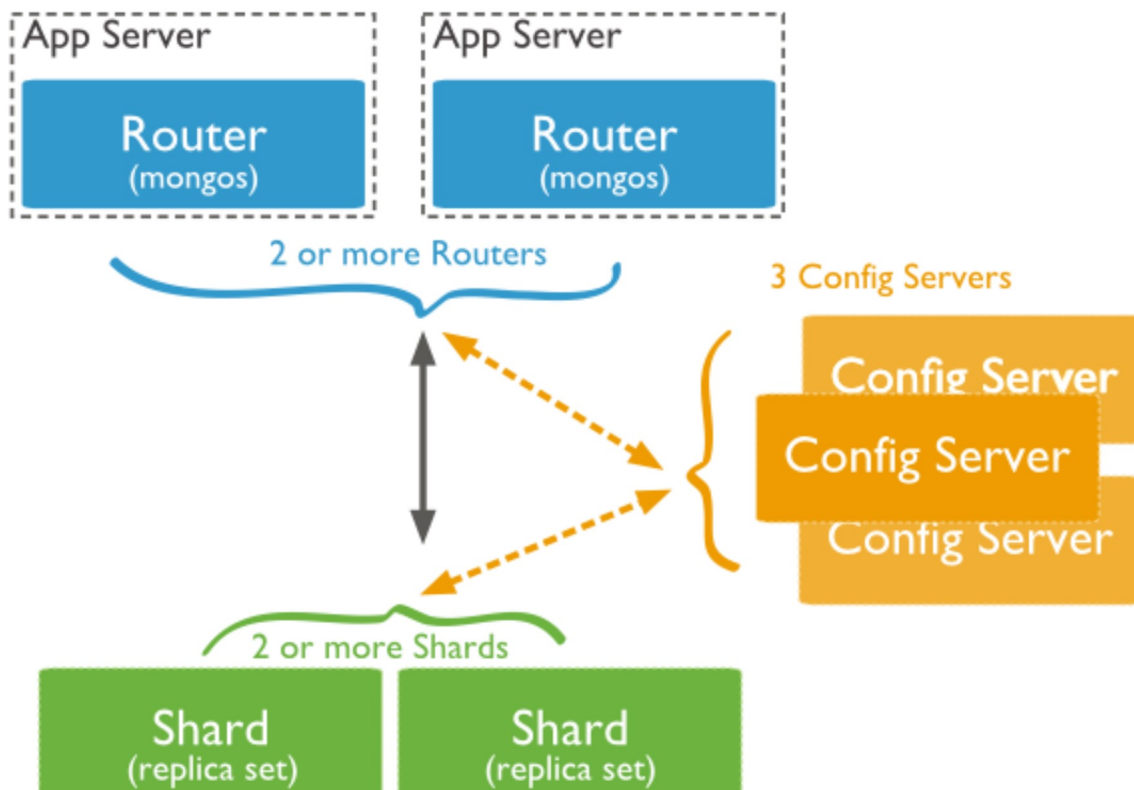 App Server
Router
(mongos)
App Server
Router
(mongos)
2 or more Routers
3 Config Servers
Config Server
Config Server
Config Server
2 or more Shards
Shard
(replica set)
Shard
(replica set)